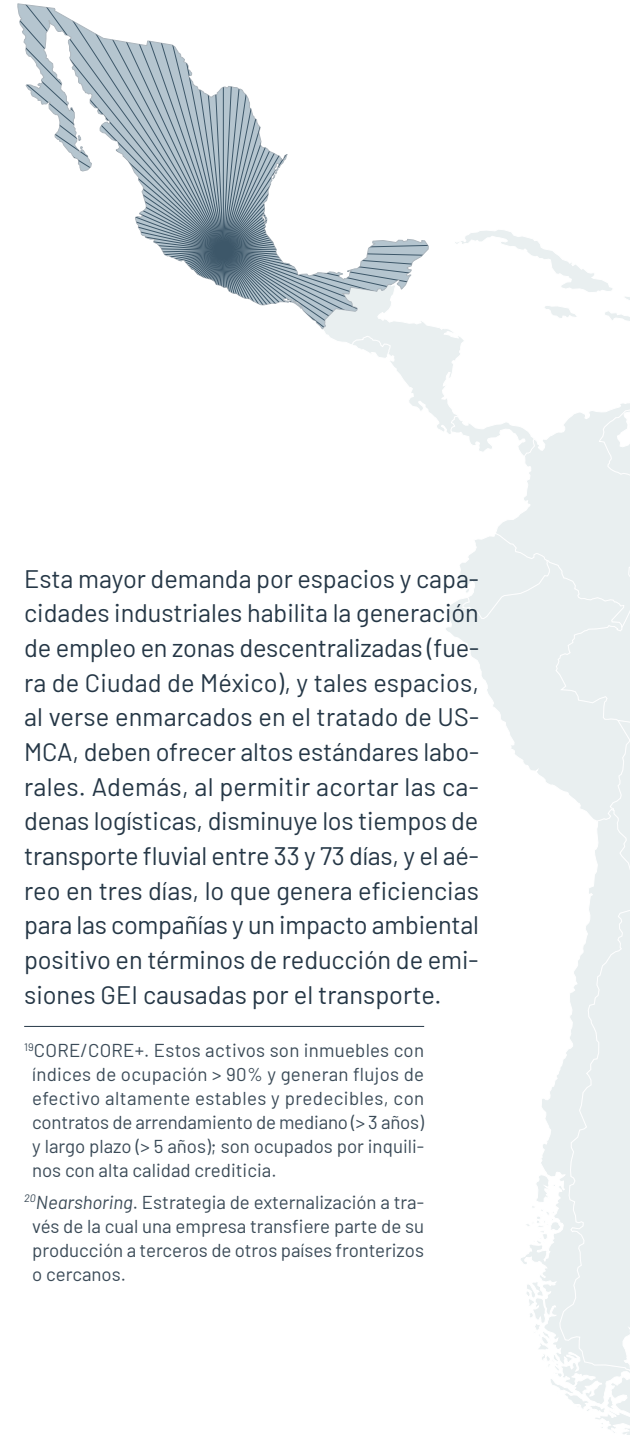 Esta mayor demanda por espacios y capa-
cidades industriales habilita la generación
de empleo en zonas descentralizadas (fue-
ra de Ciudad de México), y tales espacios,
al verse enmarcados en el tratado de US-
MCA, deben ofrecer altos estándares labo-
rales. Además, al permitir acortar las ca-
denas logísticas, disminuye los tiempos de
transporte fluvial entre 33 y 73 días, y el aé-
reo en tres días, lo que genera eficiencias
para las compañías y un impacto ambiental
positivo en términos de reducción de emi-
siones GEI causadas por el transporte.
¹⁹CORE/CORE+. Estos activos son inmuebles con
índices de ocupación > 90% y generan flujos de
efectivo altamente estables y predecibles, con
contratos de arrendamiento de mediano (> 3 años)
y largo plazo (> 5 años); son ocupados por inquili-
nos con alta calidad crediticia.
²⁰Nearshoring. Estrategia de externalización a tra-
vés de la cual una empresa transfiere parte de su
producción a terceros de otros países fronterizos
o cercanos.